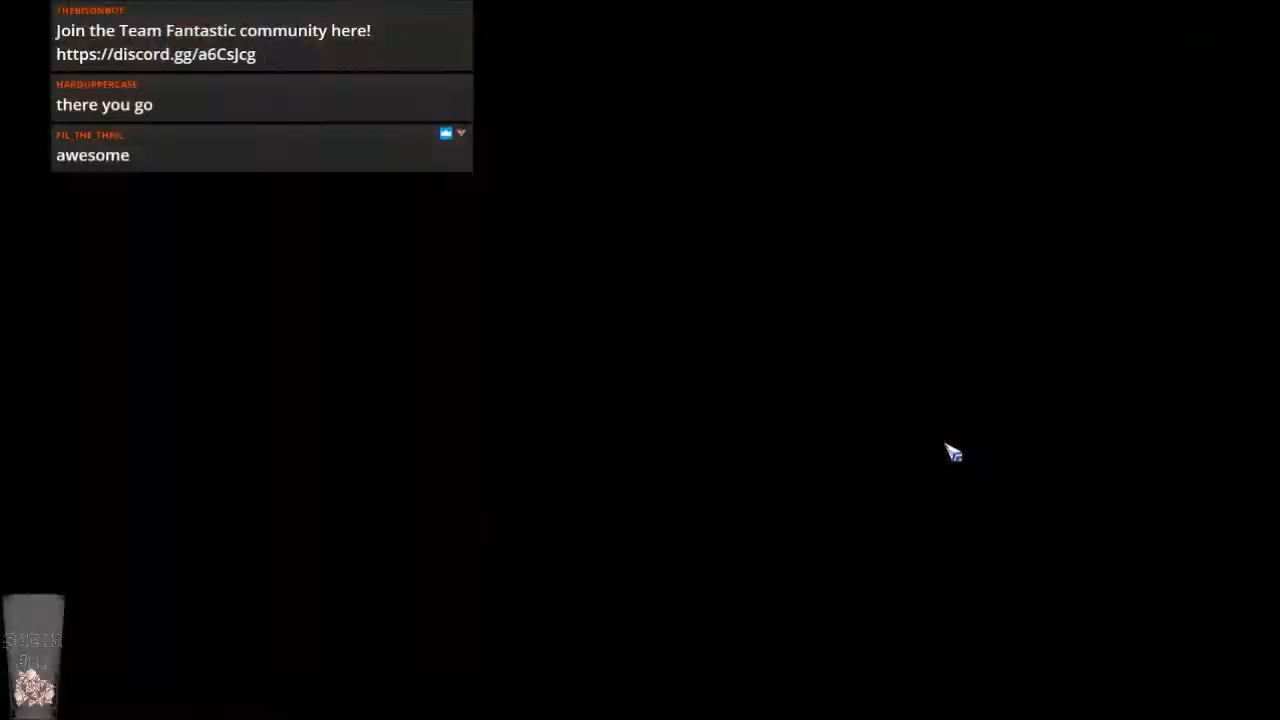 THEBISONBOT
Join the Team Fantastic community here!
https://discord.gg/a6CsJcg
HARDUPPERCASE
there you go
FIL_THE_THRIL
awesome